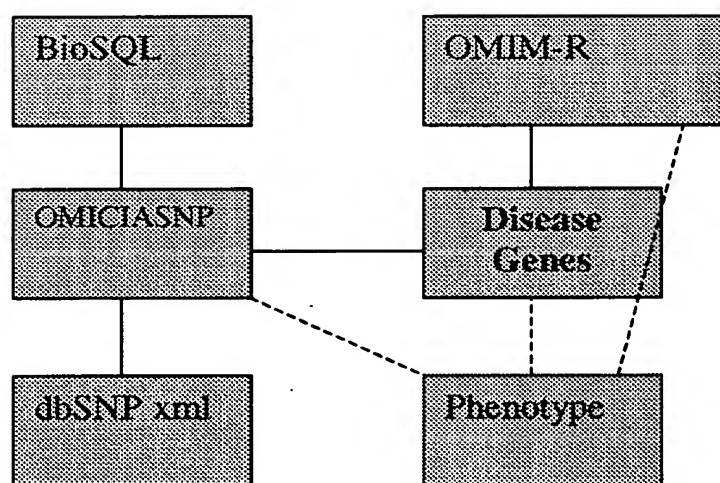 BioSQL
OMIM-R
OMICIASNP
Disease
Genes
dbSNP xml
Phenotype